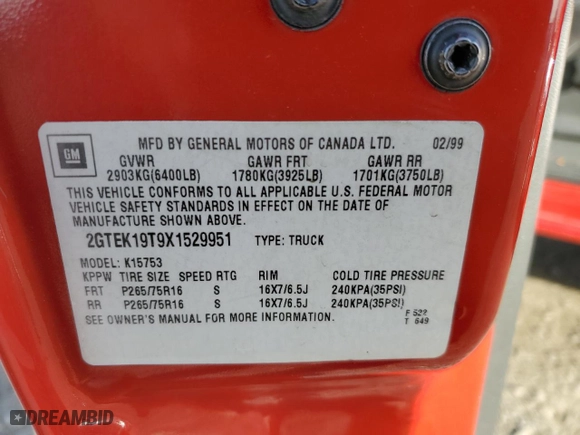 GM
MFD BY GENERAL MOTORS OF CANADA LTD. 02/99
GVWR GAWR FRT GAWR RR
2903KG(6400LB) 1780KG(3925LB) 1701KG(3750LB)
THIS VEHICLE CONFORMS TO ALL APPLICABLE U.S. FEDERAL MOTOR
VEHICLE SAFETY STANDARDS IN EFFECT ON THE DATE OF
MANUFACTURE SHOWN ABOVE.
2GTEK19T9X1529951 TYPE: TRUCK
MODEL: K15753
KPPW TIRE SIZE SPEED RTG RIM COLD TIRE PRESSURE
FRT P265/75R16 S 16X7/6.5J 240KPA(35PSI)
RR P265/75R16 S 16X7/6.5J 240KPA(35PSI)
SEE OWNER'S MANUAL FOR MORE INFORMATION.
F 522
T 649
DREAMBID